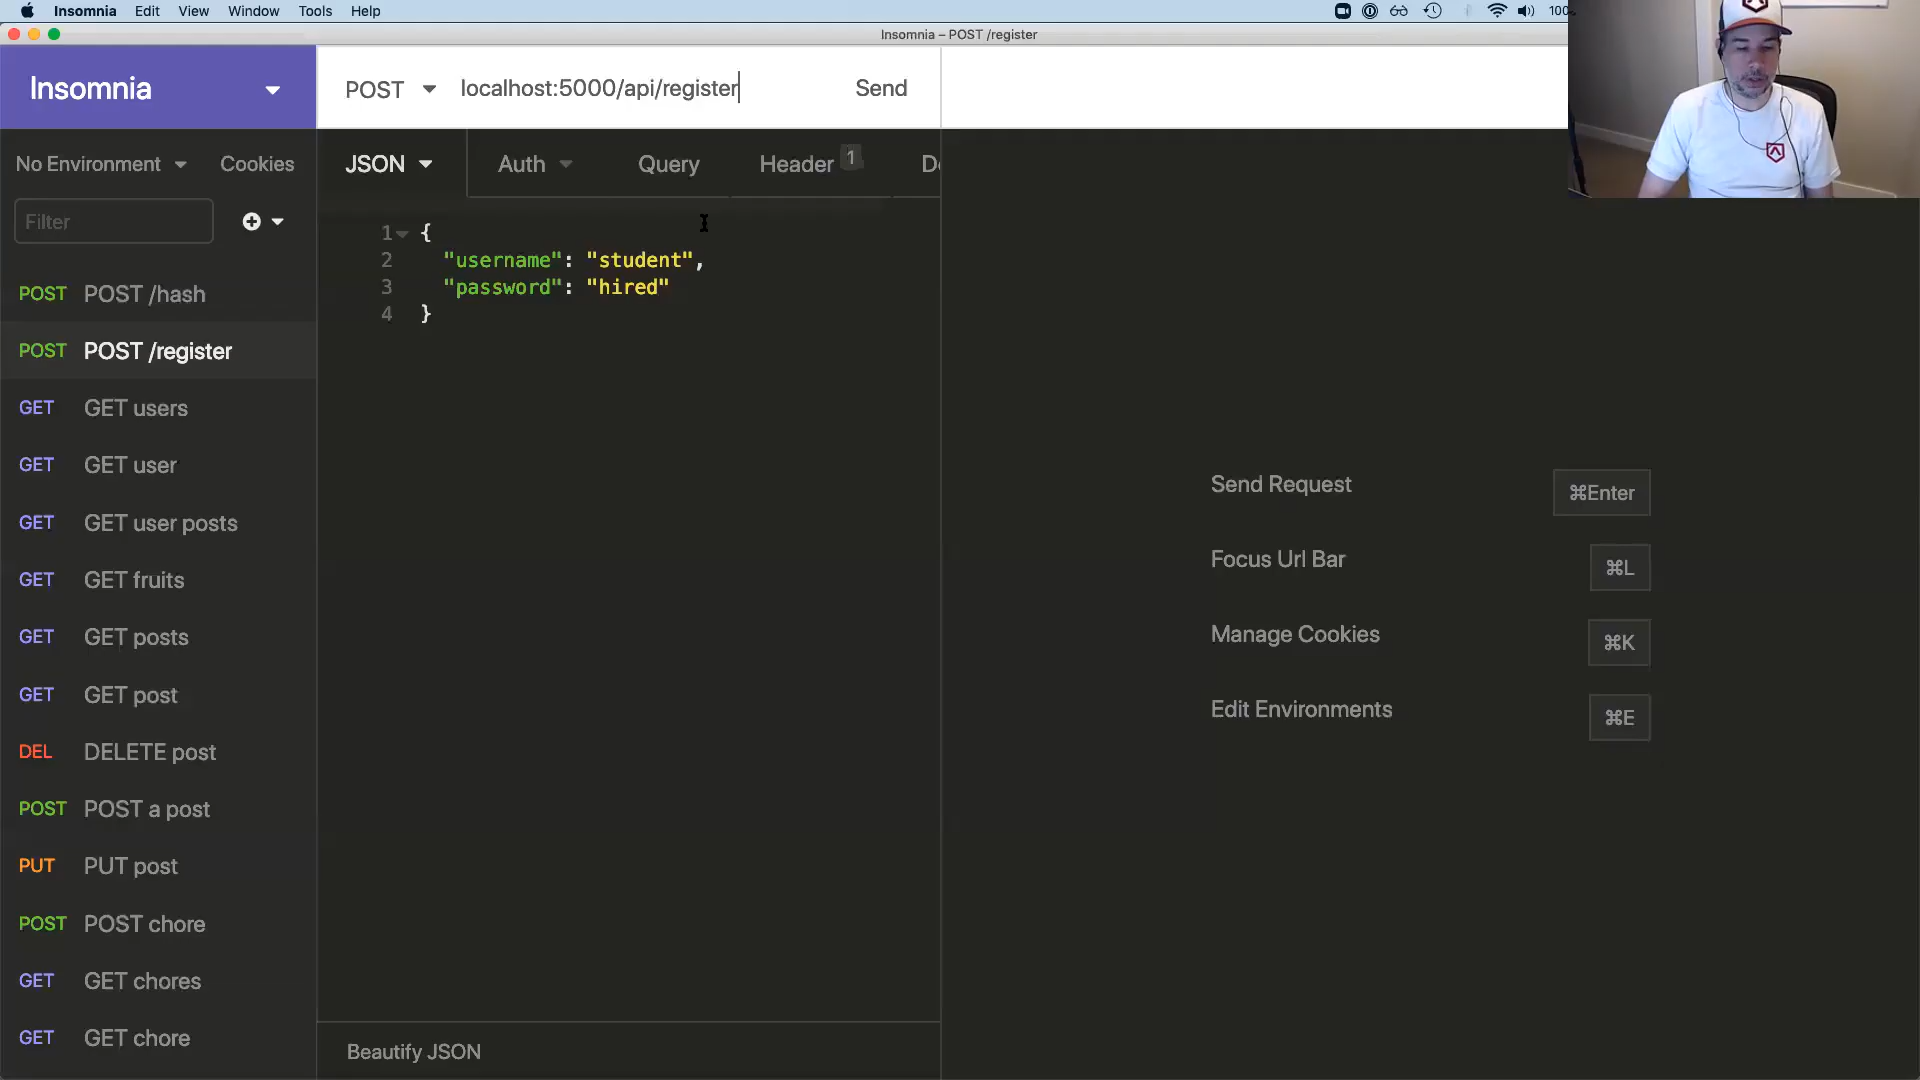 Insomnia Edit View Window Tools Help
100
Insomnia – POST /register
Insomnia
POST localhost:5000/api/register Send
No Environment Cookies
JSON Auth Query Header 1 Do
Filter
1 {
2 "username": "student",
3 "password": "hired"
4 }
POST POST /hash
POST POST /register
GET GET users
GET GET user
GET GET user posts
GET GET fruits
GET GET posts
GET GET post
DEL DELETE post
POST POST a post
PUT PUT post
POST POST chore
GET GET chores
GET GET chore
Send Request ⌘Enter
Focus Url Bar ⌘L
Manage Cookies ⌘K
Edit Environments ⌘E
Beautify JSON